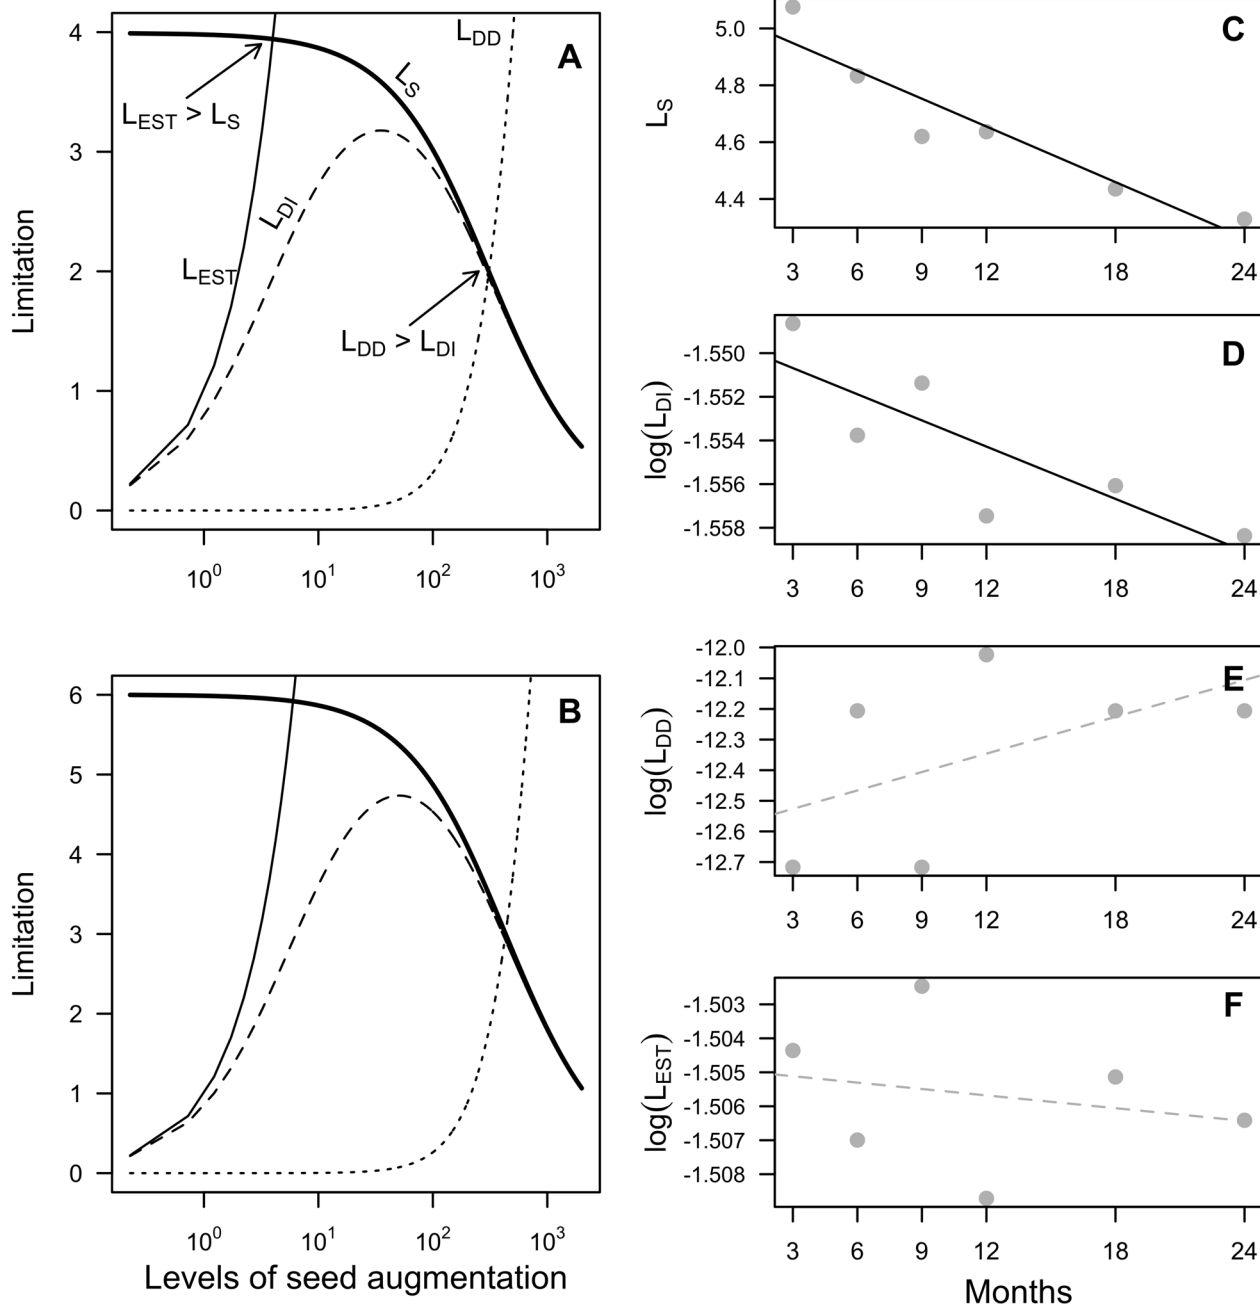 A
4
3
2
1
0
Limitation
L_DD
L_S
L_EST > L_S
L_DI
L_EST
L_DD > L_DI
10^0 10^1 10^2 10^3
B
6
5
4
3
2
1
0
Limitation
10^0 10^1 10^2 10^3
Levels of seed augmentation
C
5.0
4.8
4.6
4.4
L_S
3 6 9 12 18 24
D
-1.550
-1.552
-1.554
-1.556
-1.558
log(L_DI)
3 6 9 12 18 24
-12.0
E
-12.1
-12.2
-12.3
-12.4
-12.5
-12.6
-12.7
log(L_DD)
3 6 9 12 18 24
F
-1.503
-1.504
-1.505
-1.506
-1.507
-1.508
log(L_EST)
3 6 9 12 18 24
Months